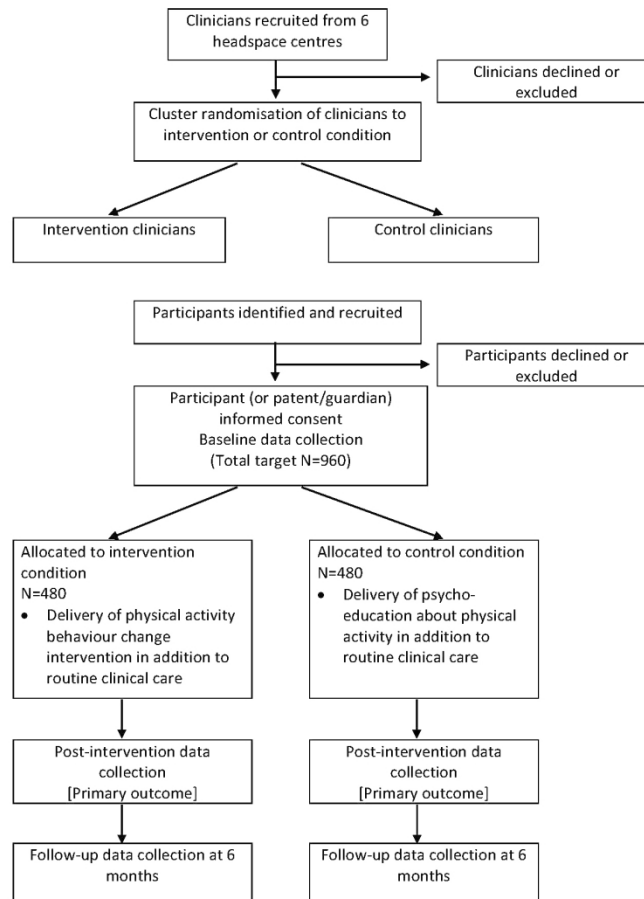 Clinicians recruited from 6
headspace centres
Clinicians declined or
excluded
Cluster randomisation of clinicians to
intervention or control condition
Intervention clinicians
Control clinicians
Participants identified and recruited
Participants declined or
excluded
Participant (or patent/guardian)
informed consent
Baseline data collection
(Total target N=960)
Allocated to intervention
condition
N=480
• Delivery of physical activity
behaviour change
intervention in addition to
routine clinical care
Allocated to control condition
N=480
• Delivery of psycho-
education about physical
activity in addition to
routine clinical care
Post-intervention data
collection
[Primary outcome]
Post-intervention data
collection
[Primary outcome]
Follow-up data collection at 6
months
Follow-up data collection at 6
months